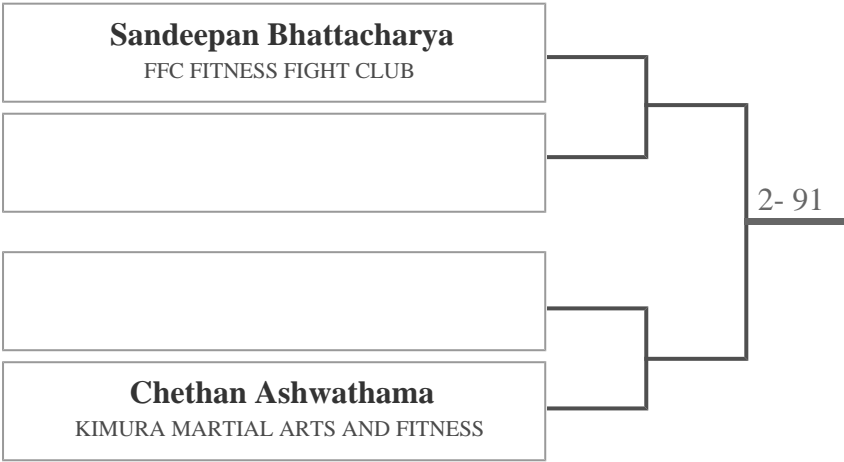 Sandeepan Bhattacharya
FFC FITNESS FIGHT CLUB
2- 91
Chethan Ashwathama
KIMURA MARTIAL ARTS AND FITNESS